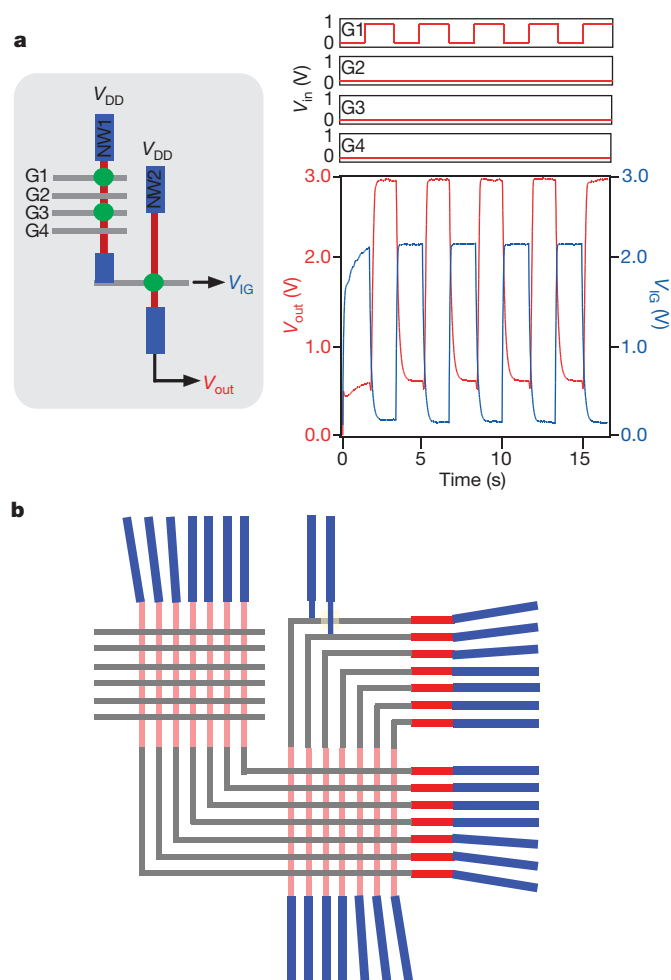 a
V_DD
NW1
V_DD
NW2
G1
G2
G3
G4
V_IG
V_out
V_in (V)
1
0
G1
1
0
G2
1
0
G3
1
0
G4
V_out (V)
3.0
2.0
1.0
0.0
V_IG (V)
3.0
2.0
1.0
0.0
0 5 10 15
Time (s)
b